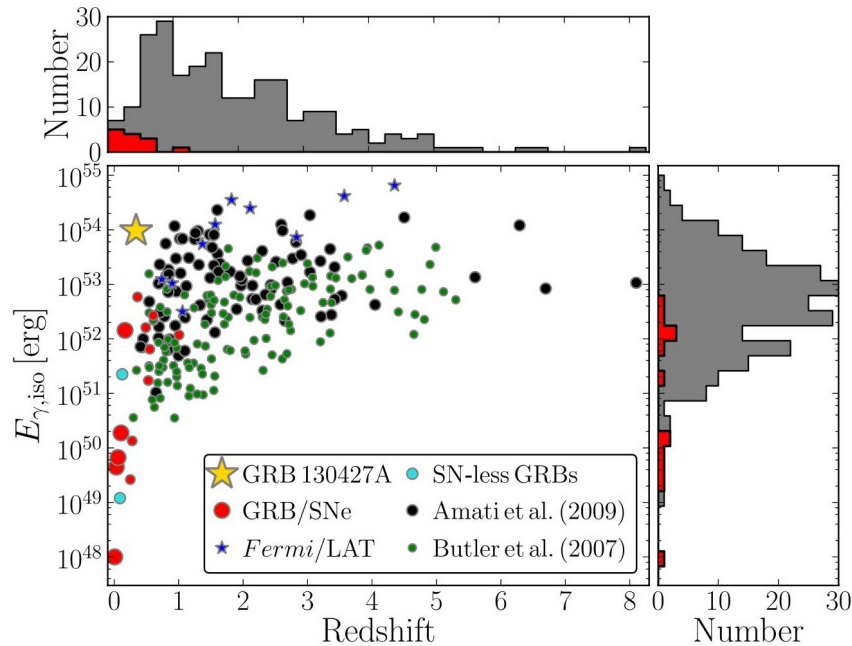 30
20
10
0
Number
10^55
10^54
10^53
10^52
10^51
10^50
10^49
10^48
E_γ,iso [erg]
GRB 130427A
GRB/SNe
Fermi/LAT
SN-less GRBs
Amati et al. (2009)
Butler et al. (2007)
0 1 2 3 4 5 6 7 8
Redshift
0 10 20 30
Number